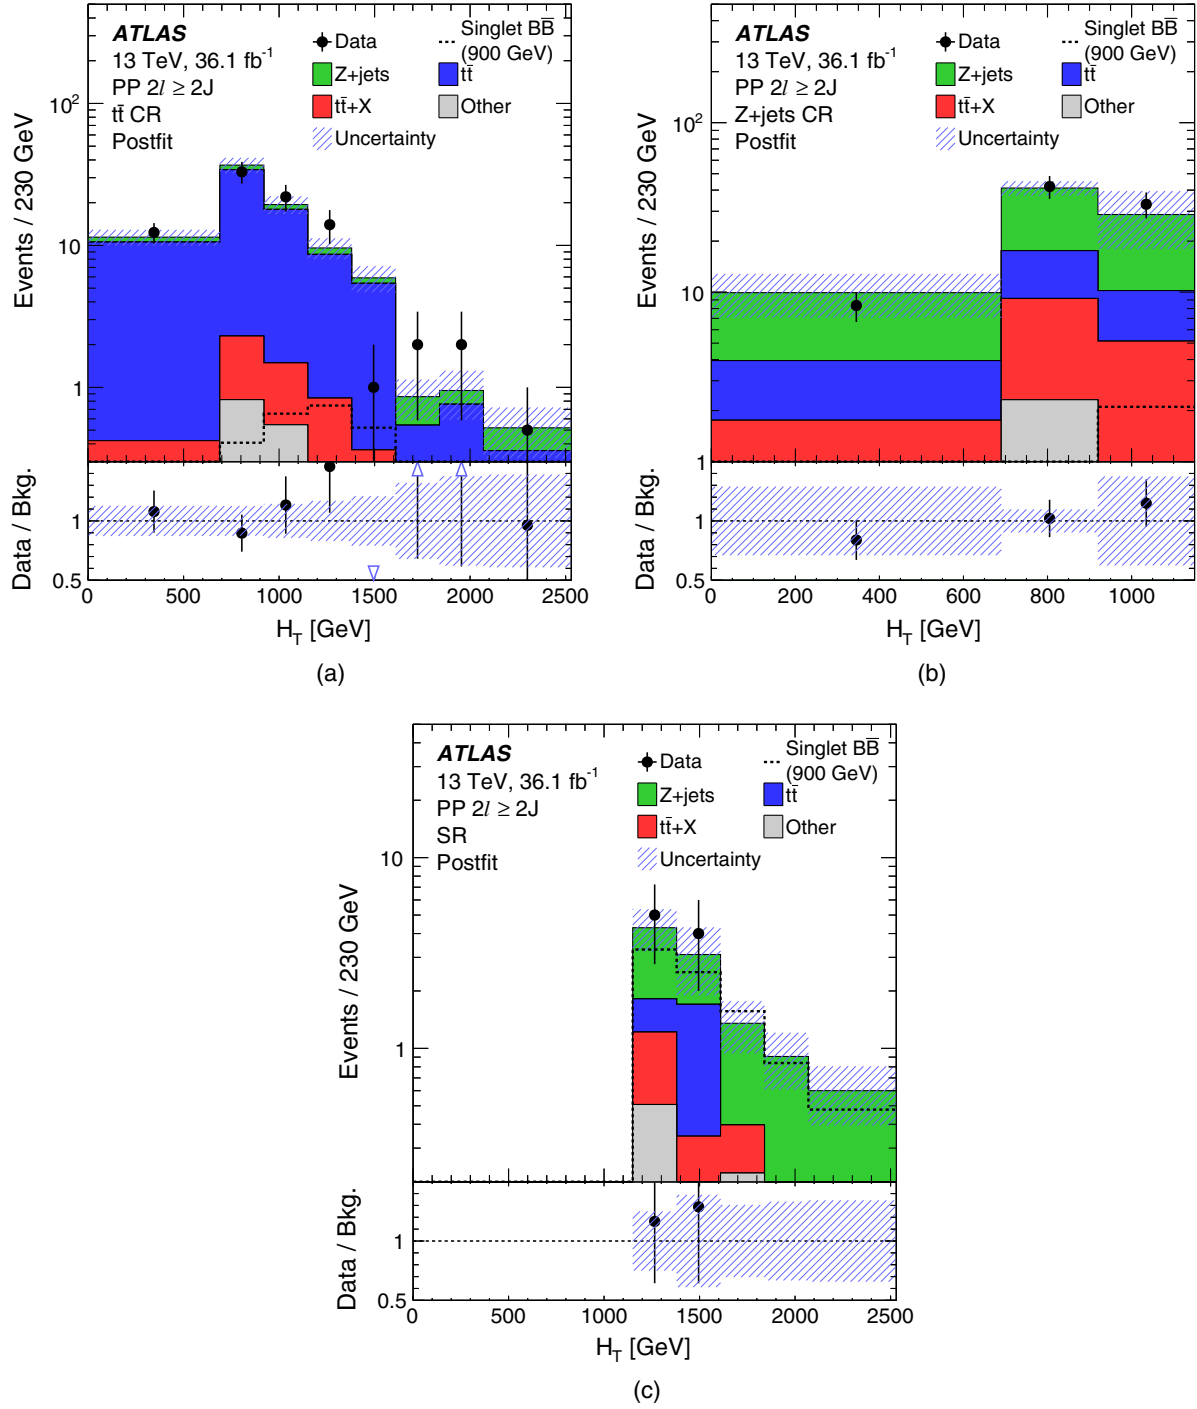 ATLAS
13 TeV, 36.1 fb⁻¹
PP 2l ≥ 2J
tt̄ CR
Postfit
Data
Singlet BB̄
(900 GeV)
Z+jets
tt̄
tt̄+X
Other
Uncertainty
Events / 230 GeV
10²
10
1
Data / Bkg.
1
0.5
0 500 1000 1500 2000 2500
H_T [GeV]
(a)
ATLAS
13 TeV, 36.1 fb⁻¹
PP 2l ≥ 2J
Z+jets CR
Postfit
Data
Singlet BB̄
(900 GeV)
Z+jets
tt̄
tt̄+X
Other
Uncertainty
Events / 230 GeV
10²
10
1
Data / Bkg.
1
0.5
0 200 400 600 800 1000
H_T [GeV]
(b)
ATLAS
13 TeV, 36.1 fb⁻¹
PP 2l ≥ 2J
SR
Postfit
Data
Singlet BB̄
(900 GeV)
Z+jets
tt̄
tt̄+X
Other
Uncertainty
Events / 230 GeV
10
1
Data / Bkg.
1
0.5
0 500 1000 1500 2000 2500
H_T [GeV]
(c)